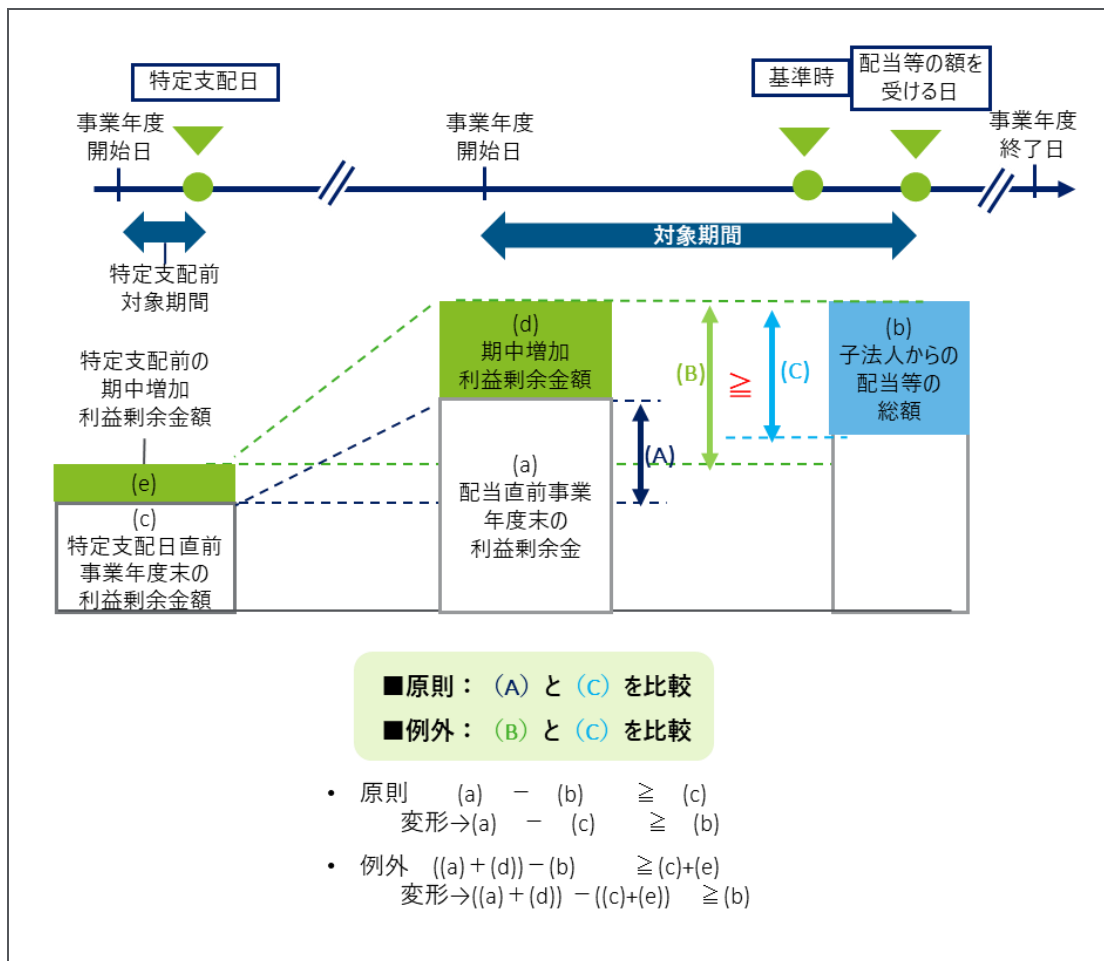 特定支配日
基準時
配当等の額を
受ける日
事業年度
開始日
事業年度
開始日
事業年度
終了日
対象期間
特定支配前
対象期間
特定支配前の
期中増加
利益剰余金額
(e)
(c)
特定支配日直前
事業年度末の
利益剰余金額
(d)
期中増加
利益剰余金額
(a)
配当直前事業
年度末の
利益剰余金
(A)
(B)
≧
(C)
(b)
子法人からの
配当等の
総額
■原則：（A）と（C）を比較
■例外：（B）と（C）を比較
• 原則 (a) － (b) ≧ (c)
変形→(a) － (c) ≧ (b)
• 例外 ((a)＋(d))－(b) ≧(c)+(e)
変形→((a)＋(d)) －((c)+(e)) ≧(b)